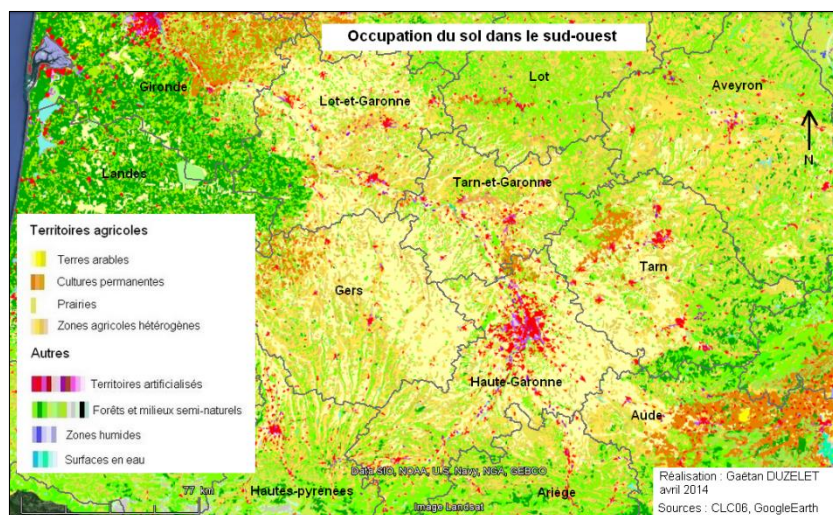 Occupation du sol dans le sud-ouest
Gironde
Lot-et-Garonne
Lot
Aveyron
N
Landes
Tarn-et-Garonne
Territoires agricoles
Terres arables
Cultures permanentes
Prairies
Zones agricoles hétérogènes
Autres
Territoires artificialisés
Forêts et milieux semi-naturels
Zones humides
Surfaces en eau
Gers
Tarn
Haute-Garonne
Aude
Data SIO, NOAA, U.S. Navy, NGA, GEBCO
77 km
Hautes-pyrénées
Image Landsat
Ariège
Réalisation : Gaëtan DUZELET
avril 2014
Sources : CLC06, GoogleEarth